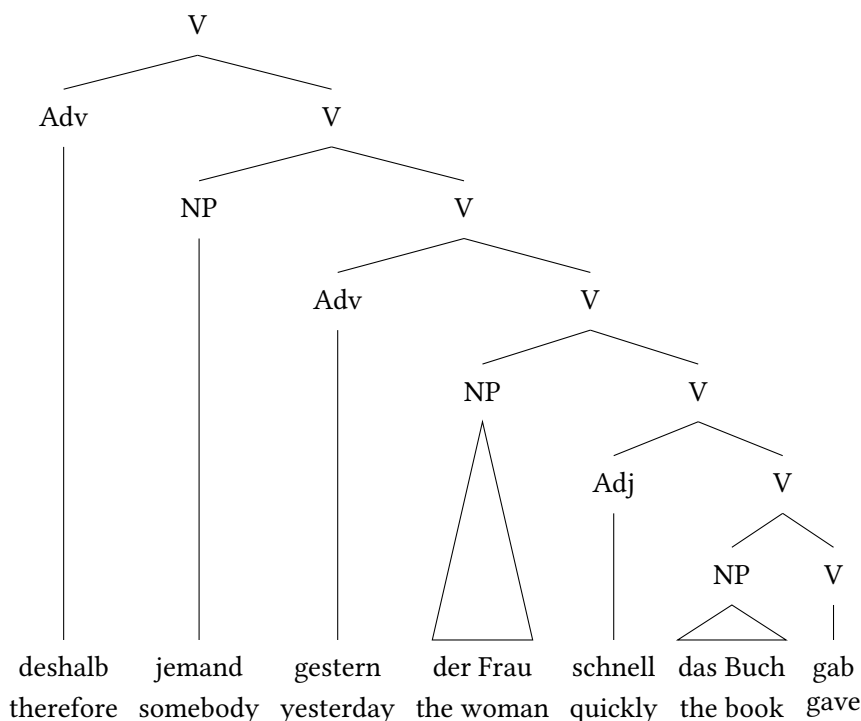 V
Adv V
NP V
Adv V
NP V
Adj V
NP V
deshalb jemand gestern der Frau schnell das Buch gab
therefore somebody yesterday the woman quickly the book gave